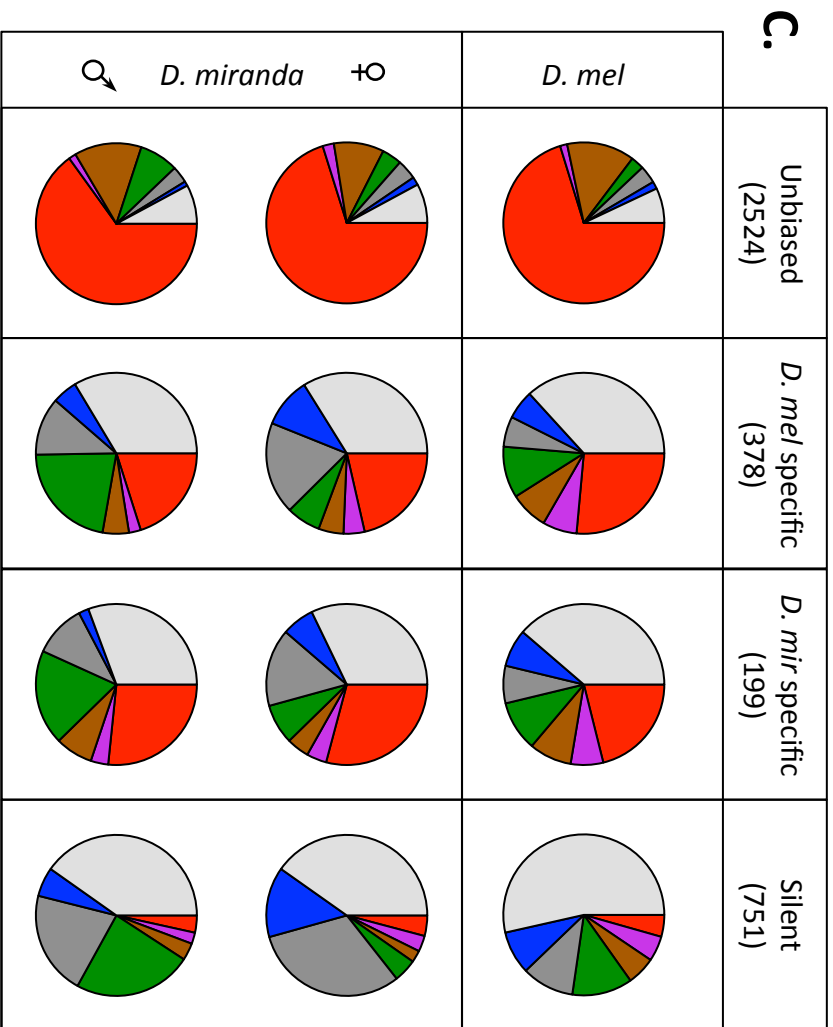 C.
Unbiased
(2524)
D. mel specific
(378)
D. mir specific
(199)
Silent
(751)
D. mel
D. miranda
♀
♂